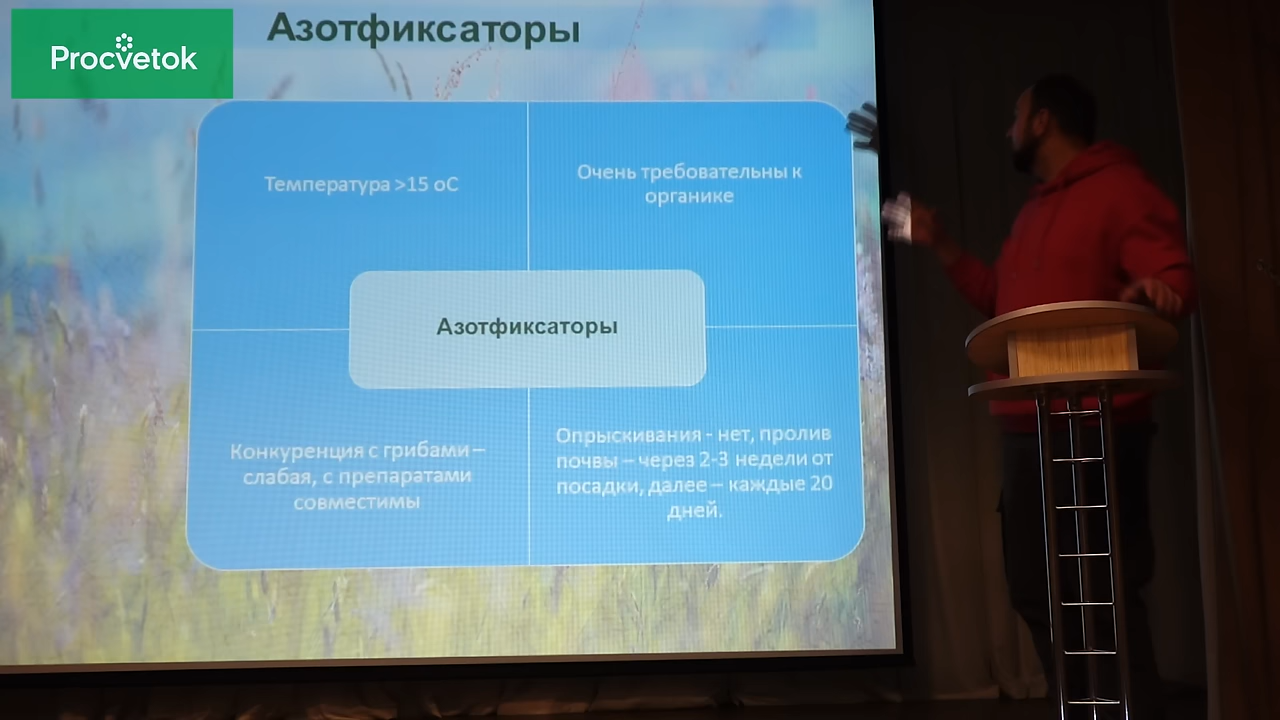 Азотфиксаторы
Procvetok
Температура >15 оС
Очень требовательны к
органике
Азотфиксаторы
Конкуренция с грибами –
слабая, с препаратами
совместимы
Опрыскивания - нет, пролив
почвы – через 2-3 недели от
посадки, далее – каждые 20
дней.